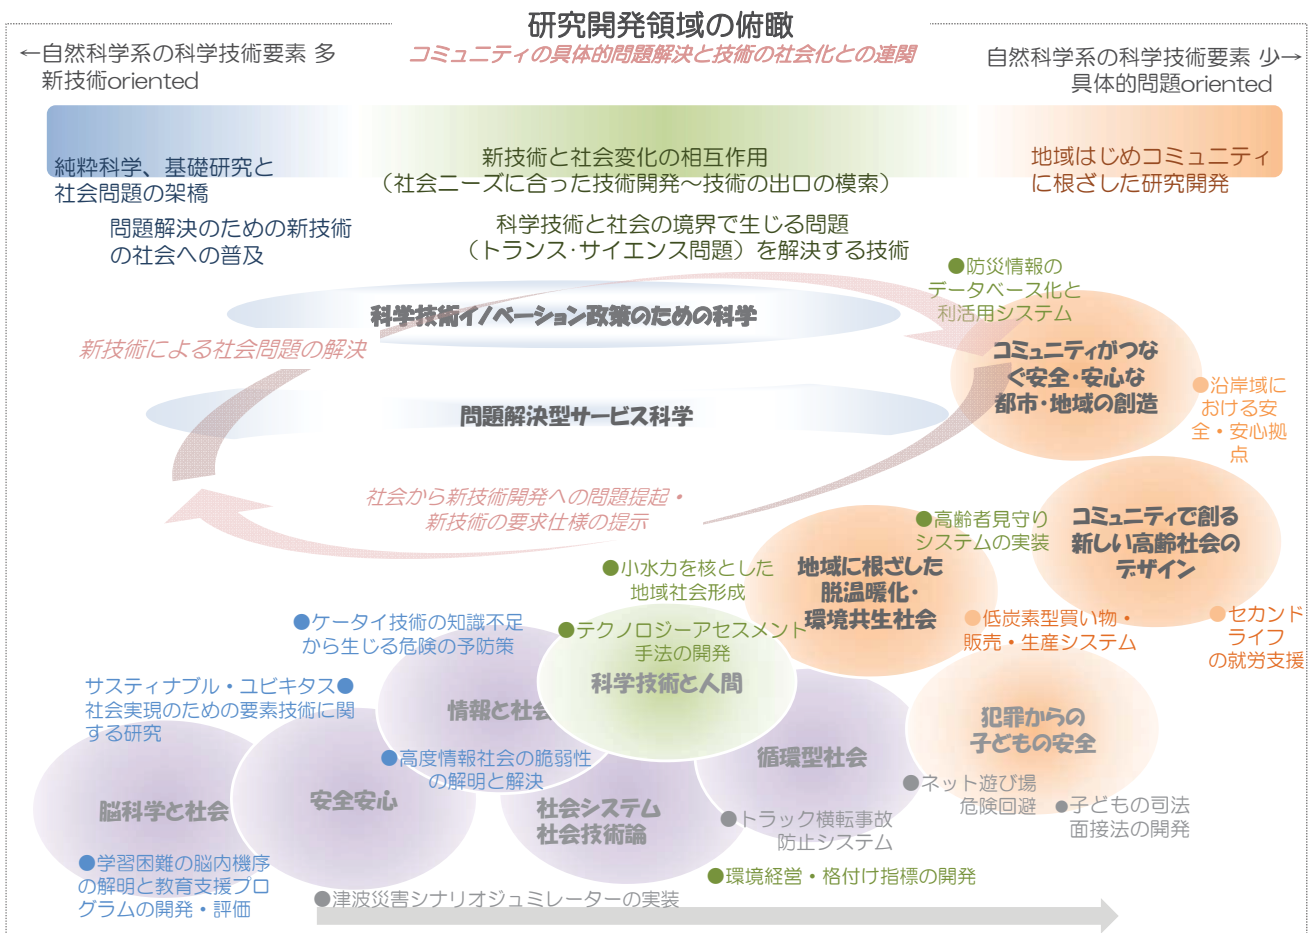 研究開発領域の俯瞰
←自然科学系の科学技術要素 多
新技術oriented
コミュニティの具体的問題解決と技術の社会化との連関
自然科学系の科学技術要素 少→
具体的問題oriented
純粋科学、基礎研究と
社会問題の架橋
問題解決のための新技術
の社会への普及
新技術と社会変化の相互作用
（社会ニーズに合った技術開発～技術の出口の模索）
科学技術と社会の境界で生じる問題
（トランス・サイエンス問題）を解決する技術
地域はじめコミュニティ
に根ざした研究開発
●防災情報の
データベース化と
利活用システム
科学技術イノベーション政策のための科学
新技術による社会問題の解決
コミュニティがつな
ぐ安全・安心な
都市・地域の創造
●沿岸域に
おける安
全・安心拠
点
問題解決型サービス科学
社会から新技術開発への問題提起・
新技術の要求仕様の提示
●高齢者見守り
システムの実装
コミュニティで創る
新しい高齢社会の
デザイン
地域に根ざした
脱温暖化・
環境共生社会
●小水力を核とした
地域社会形成
●低炭素型買い物・
販売・生産システム
●セカンド
ライフ
の就労支援
●ケータイ技術の知識不足
から生じる危険の予防策
●テクノロジーアセスメント
手法の開発
科学技術と人間
サスティナブル・ユビキタス●
社会実現のための要素技術に関
する研究
情報と社会
犯罪からの
子どもの安全
●高度情報社会の脆弱性
の解明と解決
循環型社会
●ネット遊び場
危険回避
●子どもの司法
面接法の開発
脳科学と社会
安全安心
社会システム
社会技術論
●トラック横転事故
防止システム
●学習困難の脳内機序
の解明と教育支援プロ
グラムの開発・評価
●環境経営・格付け指標の開発
●津波災害シナリオジュミレーターの実装